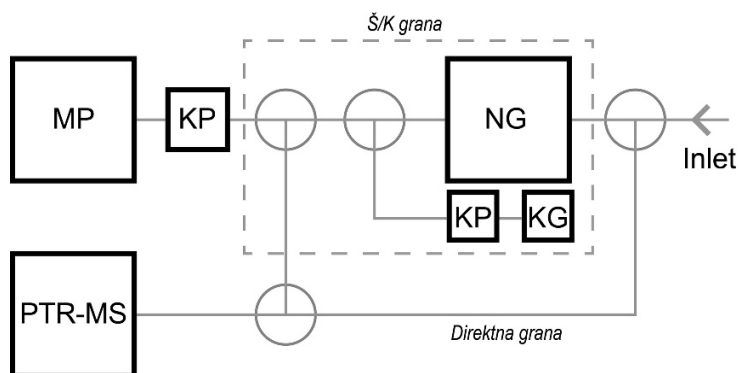 Š/K grana
MP
KP
NG
Inlet
KP
KG
PTR-MS
Direktna grana